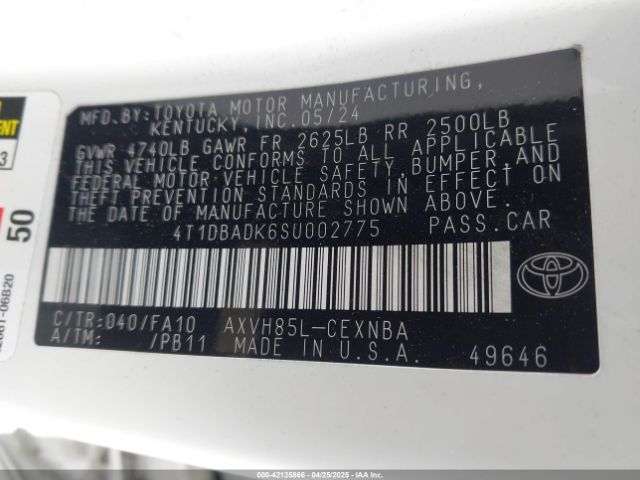 MFD.BY:TOYOTA MOTOR MANUFACTURING,
KENTUCKY,INC.05/24
GVWR 4740LB GAWR FR 2625LB RR 2500LB
THIS VEHICLE CONFORMS TO ALL APPLICABLE
FEDERAL MOTOR VEHICLE SAFETY,BUMPER,AND
THEFT PREVENTION STANDARDS IN EFFECT ON
THE DATE OF MANUFACTURE SHOWN ABOVE.
4T1DBADK6SU002775 PASS.CAR
C/TR:040/FA10 AXVH85L-CEXNBA
A/TM: /PB11 MADE IN U.S.A. 49646
3
50
000-42125866 - 04/25/2025 - IAAI.COM